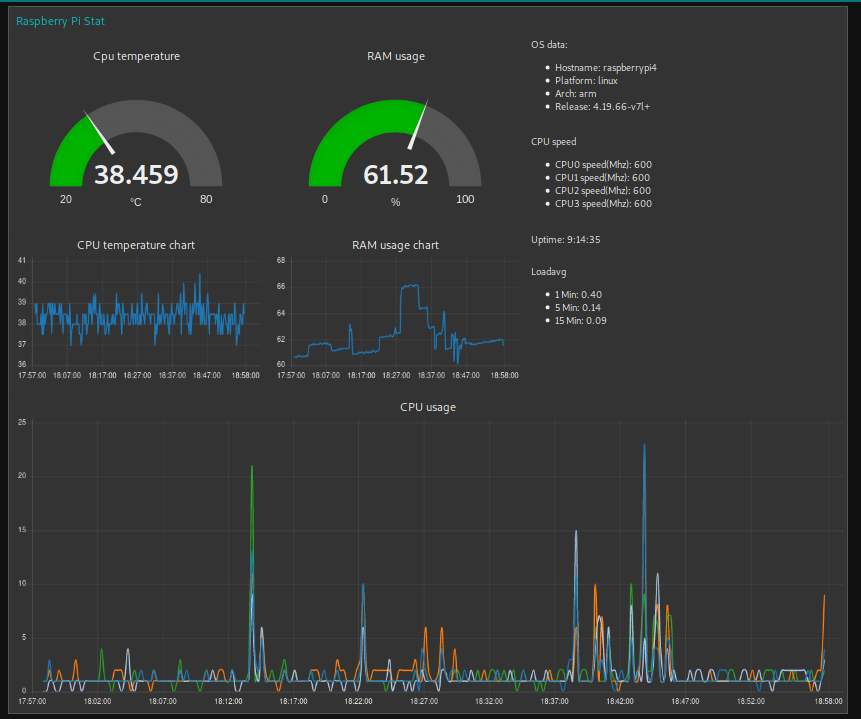 Raspberry Pi Stat
Cpu temperature
38.459
20 °C 80
RAM usage
61.52
0 % 100
OS data:
Hostname: raspberrypi4
Platform: linux
Arch: arm
Release: 4.19.66-v7l+
CPU speed
CPU0 speed(Mhz): 600
CPU1 speed(Mhz): 600
CPU2 speed(Mhz): 600
CPU3 speed(Mhz): 600
Uptime: 9:14:35
Loadavg
1 Min: 0.40
5 Min: 0.14
15 Min: 0.09
CPU temperature chart
41
40
39
38
37
36
17:57:00 18:07:00 18:17:00 18:27:00 18:37:00 18:47:00 18:58:00
RAM usage chart
68
66
64
62
60
17:57:00 18:07:00 18:17:00 18:27:00 18:37:00 18:47:00 18:58:00
CPU usage
25
20
15
10
5
0
17:57:00 18:02:00 18:07:00 18:12:00 18:17:00 18:22:00 18:27:00 18:32:00 18:37:00 18:42:00 18:47:00 18:52:00 18:58:00